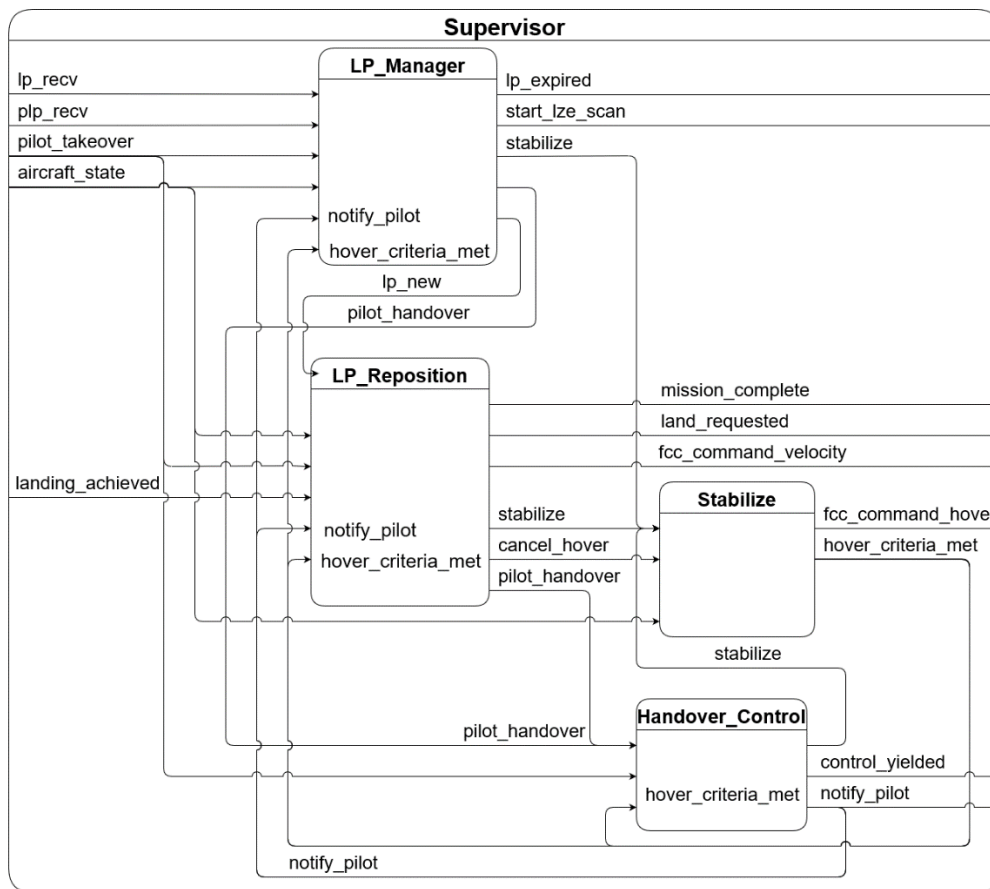 Supervisor
LP_Manager
lp_recv
lp_expired
plp_recv
start_lze_scan
pilot_takeover
stabilize
aircraft_state
notify_pilot
hover_criteria_met
lp_new
pilot_handover
LP_Reposition
mission_complete
land_requested
fcc_command_velocity
landing_achieved
Stabilize
notify_pilot
stabilize
fcc_command_hover
hover_criteria_met
cancel_hover
hover_criteria_met
pilot_handover
stabilize
Handover_Control
pilot_handover
control_yielded
hover_criteria_met
notify_pilot
notify_pilot